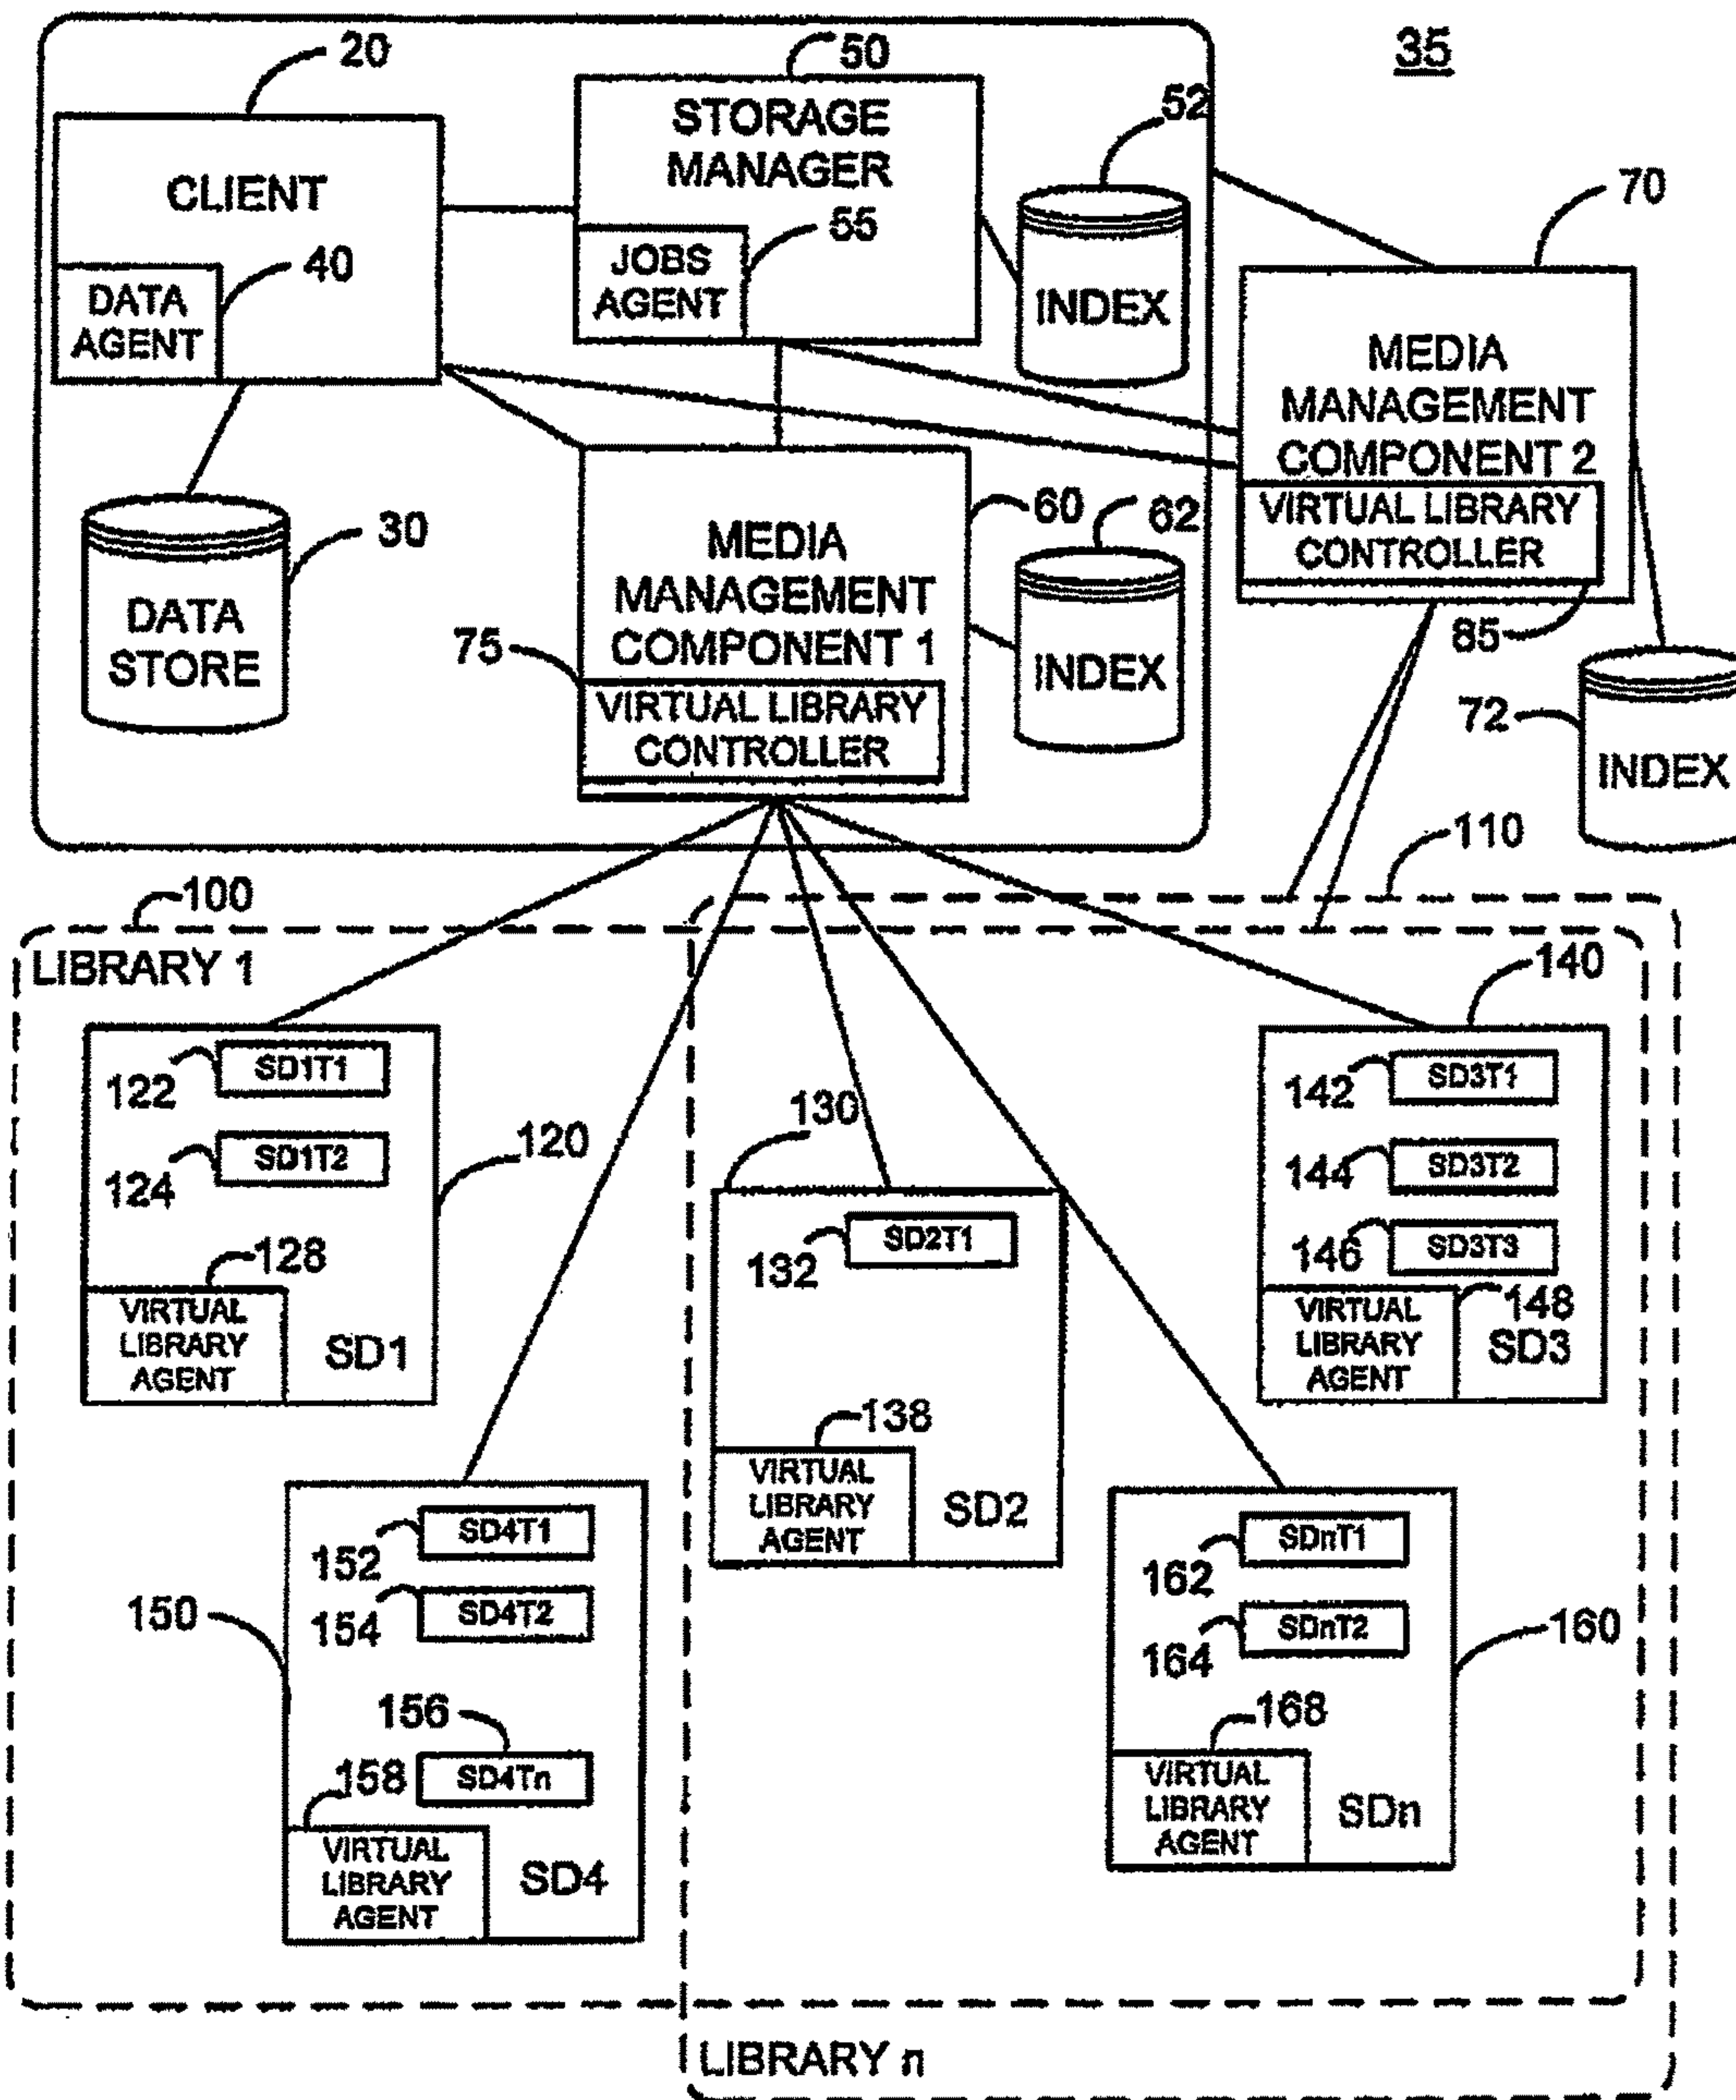 35
20
50
52
70
STORAGE
MANAGER
CLIENT
55
40
JOBS
AGENT
DATA
AGENT
INDEX
MEDIA
MANAGEMENT
COMPONENT 2
VIRTUAL LIBRARY
CONTROLLER
85
30
DATA
STORE
60
62
MEDIA
MANAGEMENT
COMPONENT 1
75
VIRTUAL LIBRARY
CONTROLLER
INDEX
72
INDEX
110
100
LIBRARY 1
140
SD1T1
122
SD1T2
124
120
128
VIRTUAL
LIBRARY
AGENT
SD1
130
SD2T1
132
138
VIRTUAL
LIBRARY
AGENT
SD2
SD3T1
142
SD3T2
144
SD3T3
146
148
VIRTUAL
LIBRARY
AGENT
SD3
SD4T1
152
SD4T2
154
150
156
SD4Tn
158
VIRTUAL
LIBRARY
AGENT
SD4
SDnT1
162
SDnT2
164
160
168
VIRTUAL
LIBRARY
AGENT
SDn
LIBRARY n